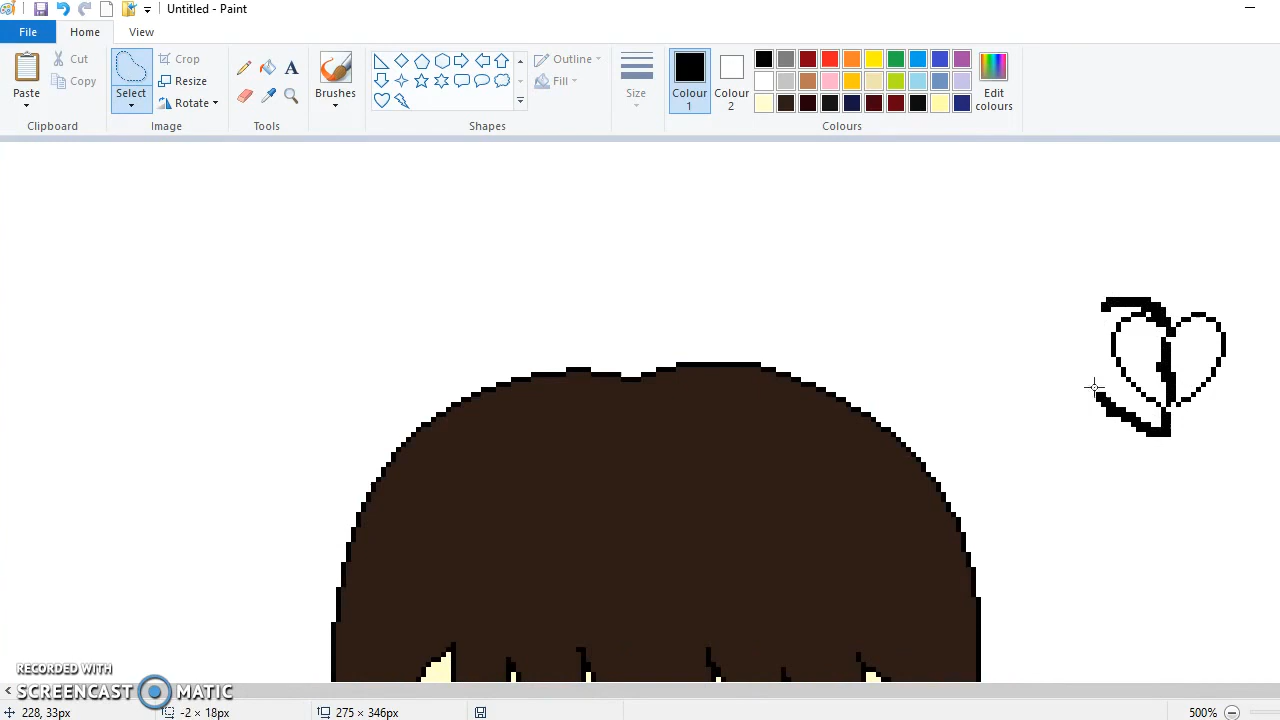 Untitled - Paint
File
Home
View
Paste
Cut
Copy
Clipboard
Select
Crop
Resize
Rotate
Image
A
Tools
Brushes
Shapes
Outline
Fill
Size
Colour 1
Colour 2
Edit colours
Colours
RECORDED WITH
SCREENCAST MATIC
228, 33px
-2 × 18px
275 × 346px
500%